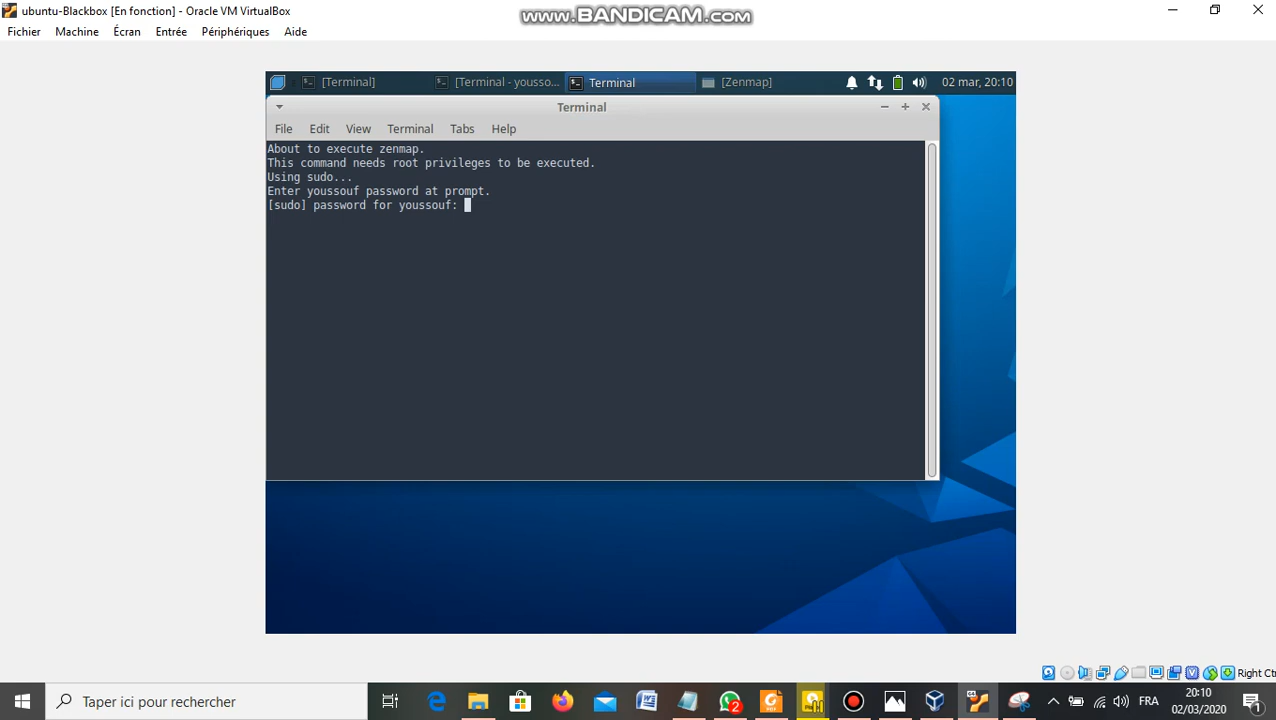 ubuntu-Blackbox [En fonction] - Oracle VM VirtualBox
www.BANDICAM.com
Fichier Machine Écran Entrée Périphériques Aide
[Terminal] [Terminal - yousso... Terminal [Zenmap] 02 mar, 20:10
Terminal
File Edit View Terminal Tabs Help
About to execute zenmap.
This command needs root privileges to be executed.
Using sudo...
Enter youssouf password at prompt.
[sudo] password for youssouf:
Right Ct
Taper ici pour rechercher
2
FRA
20:10
02/03/2020
1